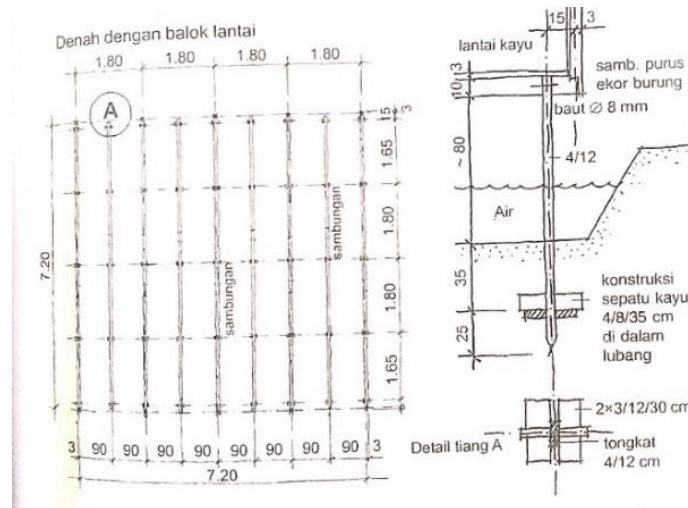 Denah dengan balok lantai
1.80 1.80 1.80 1.80
A
15 3
1.65
1.80
1.80
1.65
7.20
sambungan
sambungan
3 90 90 90 90 90 90 90 90 3
7.20
15 3
lantai kayu
samb. purus
ekor burung
10 3
baut ∅ 8 mm
~ 80
4/12
Air
35
25
konstruksi
sepatu kayu
4/8/35 cm
di dalam
lubang
2×3/12/30 cm
Detail tiang A
tongkat
4/12 cm